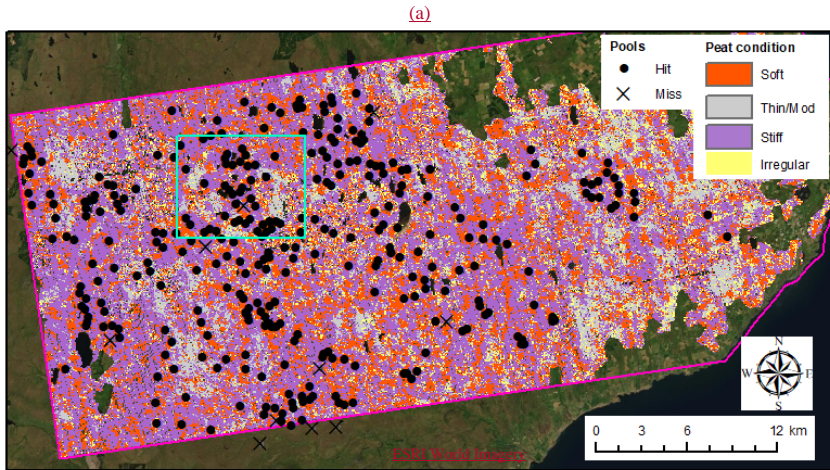 (a)
Pools
Hit
Miss
Peat condition
Soft
Thin/Mod
Stiff
Irregular
N
W E
S
0 3 6 12 km
ESRI World Imagery